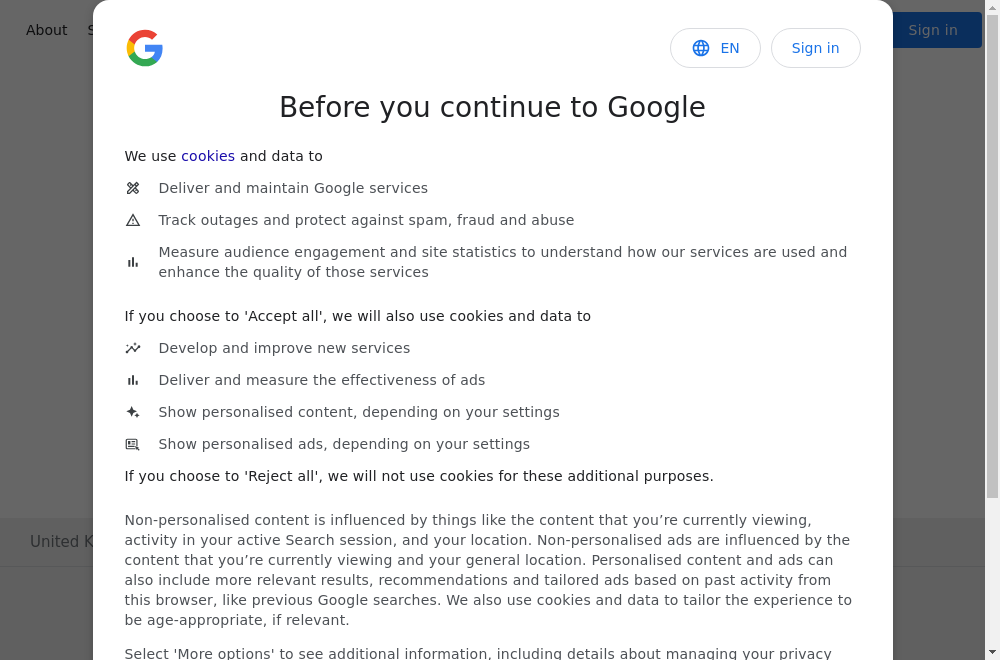 About S
Sign in
EN
Sign in
Before you continue to Google
We use cookies and data to
Deliver and maintain Google services
Track outages and protect against spam, fraud and abuse
Measure audience engagement and site statistics to understand how our services are used and
enhance the quality of those services
If you choose to 'Accept all', we will also use cookies and data to
Develop and improve new services
Deliver and measure the effectiveness of ads
Show personalised content, depending on your settings
Show personalised ads, depending on your settings
If you choose to 'Reject all', we will not use cookies for these additional purposes.
Non-personalised content is influenced by things like the content that you’re currently viewing,
activity in your active Search session, and your location. Non-personalised ads are influenced by the
content that you’re currently viewing and your general location. Personalised content and ads can
also include more relevant results, recommendations and tailored ads based on past activity from
this browser, like previous Google searches. We also use cookies and data to tailor the experience to
be age-appropriate, if relevant.
United K
Select 'More options' to see additional information, including details about managing your privacy